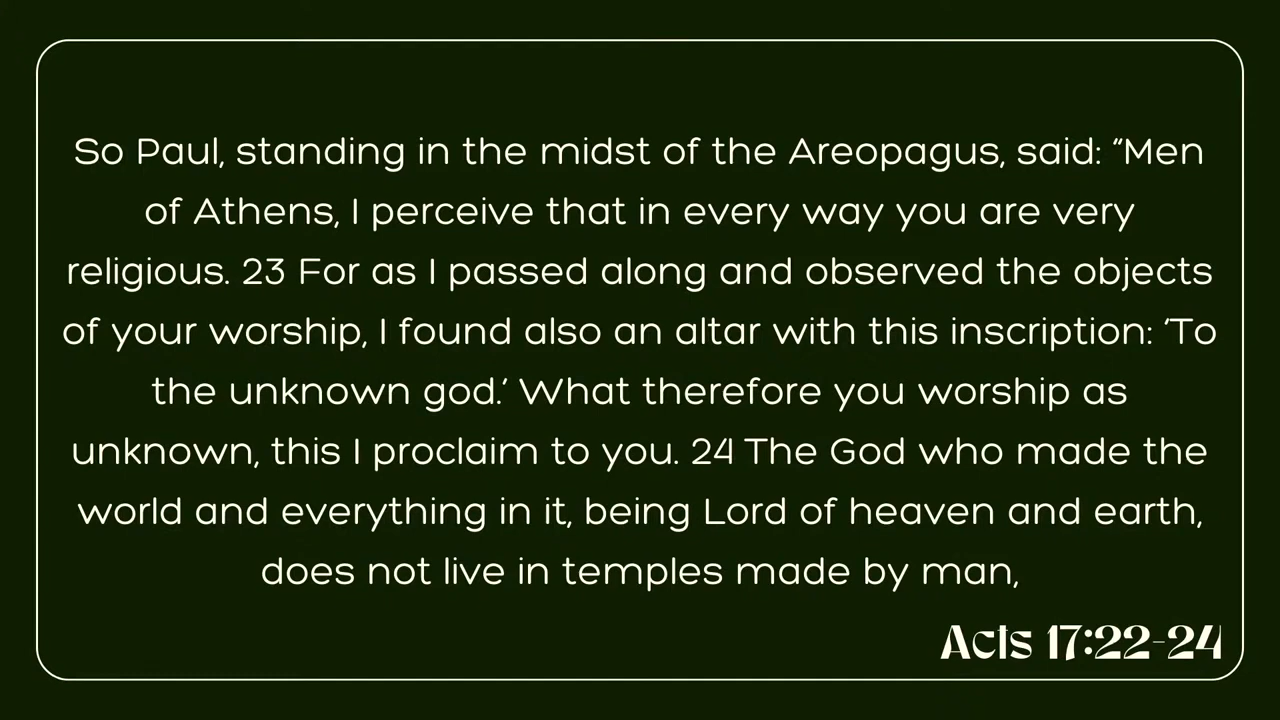 So Paul, standing in the midst of the Areopagus, said: “Men
of Athens, I perceive that in every way you are very
religious. 23 For as I passed along and observed the objects
of your worship, I found also an altar with this inscription: ‘To
the unknown god.’ What therefore you worship as
unknown, this I proclaim to you. 24 The God who made the
world and everything in it, being Lord of heaven and earth,
does not live in temples made by man,
Acts 17:22-24